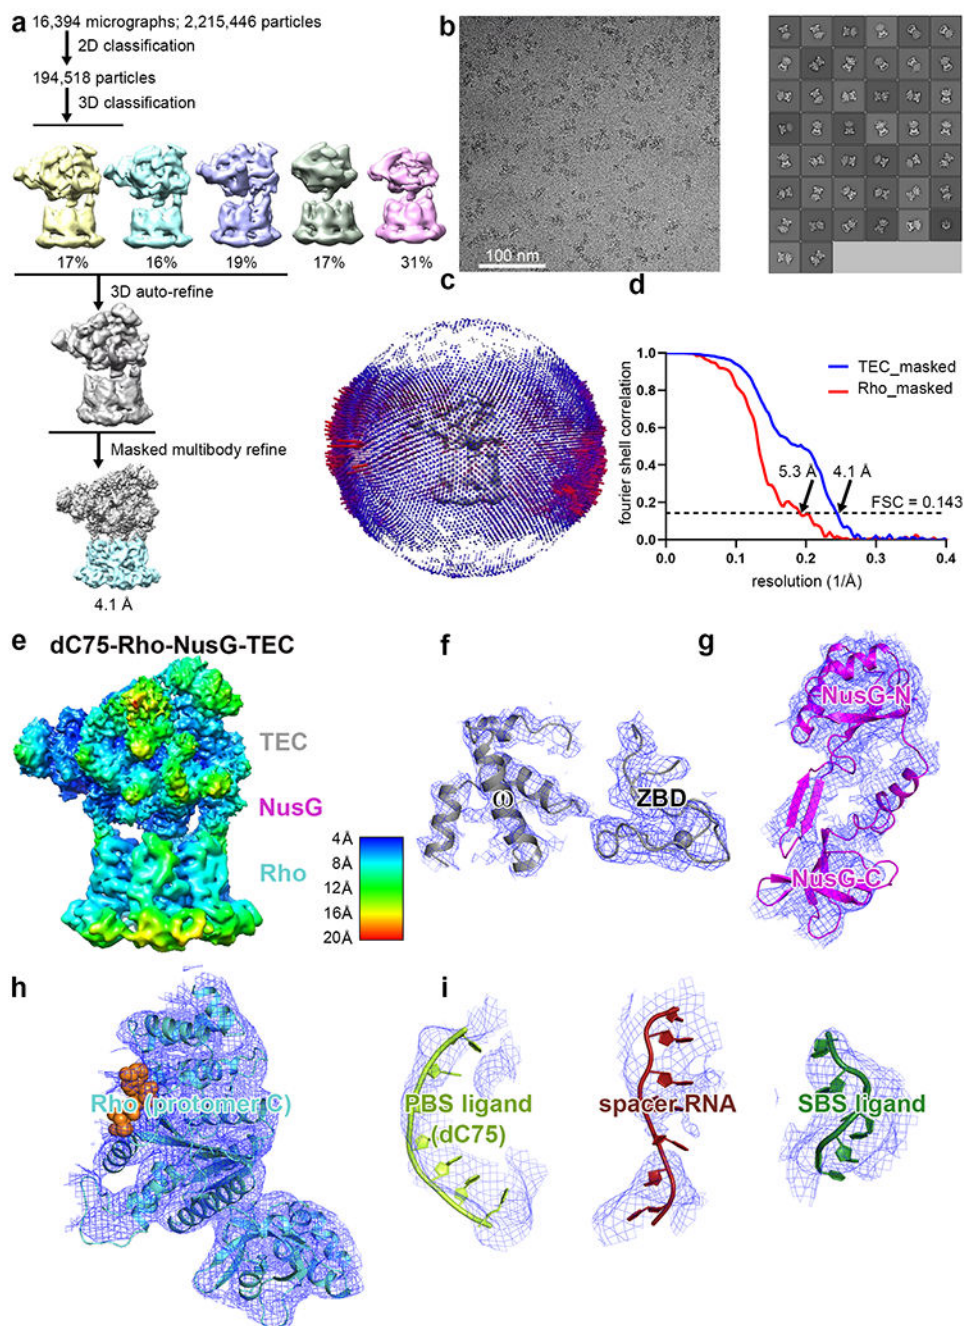 a
16,394 micrographs; 2,215,446 particles
2D classification
194,518 particles
3D classification
17%
16%
19%
17%
31%
3D auto-refine
Masked multibody refine
4.1 Å
b
100 nm
c
d
1.0
0.8
0.6
0.4
0.2
0.0
0.0
0.1
0.2
0.3
0.4
fourier shell correlation
resolution (1/Å)
TEC_masked
Rho_masked
5.3 Å
4.1 Å
FSC = 0.143
e
dC75-Rho-NusG-TEC
TEC
NusG
Rho
4Å
8Å
12Å
16Å
20Å
f
ω
ZBD
g
NusG-N
NusG-C
h
Rho (protomer C)
i
PBS ligand
(dC75)
spacer RNA
SBS ligand